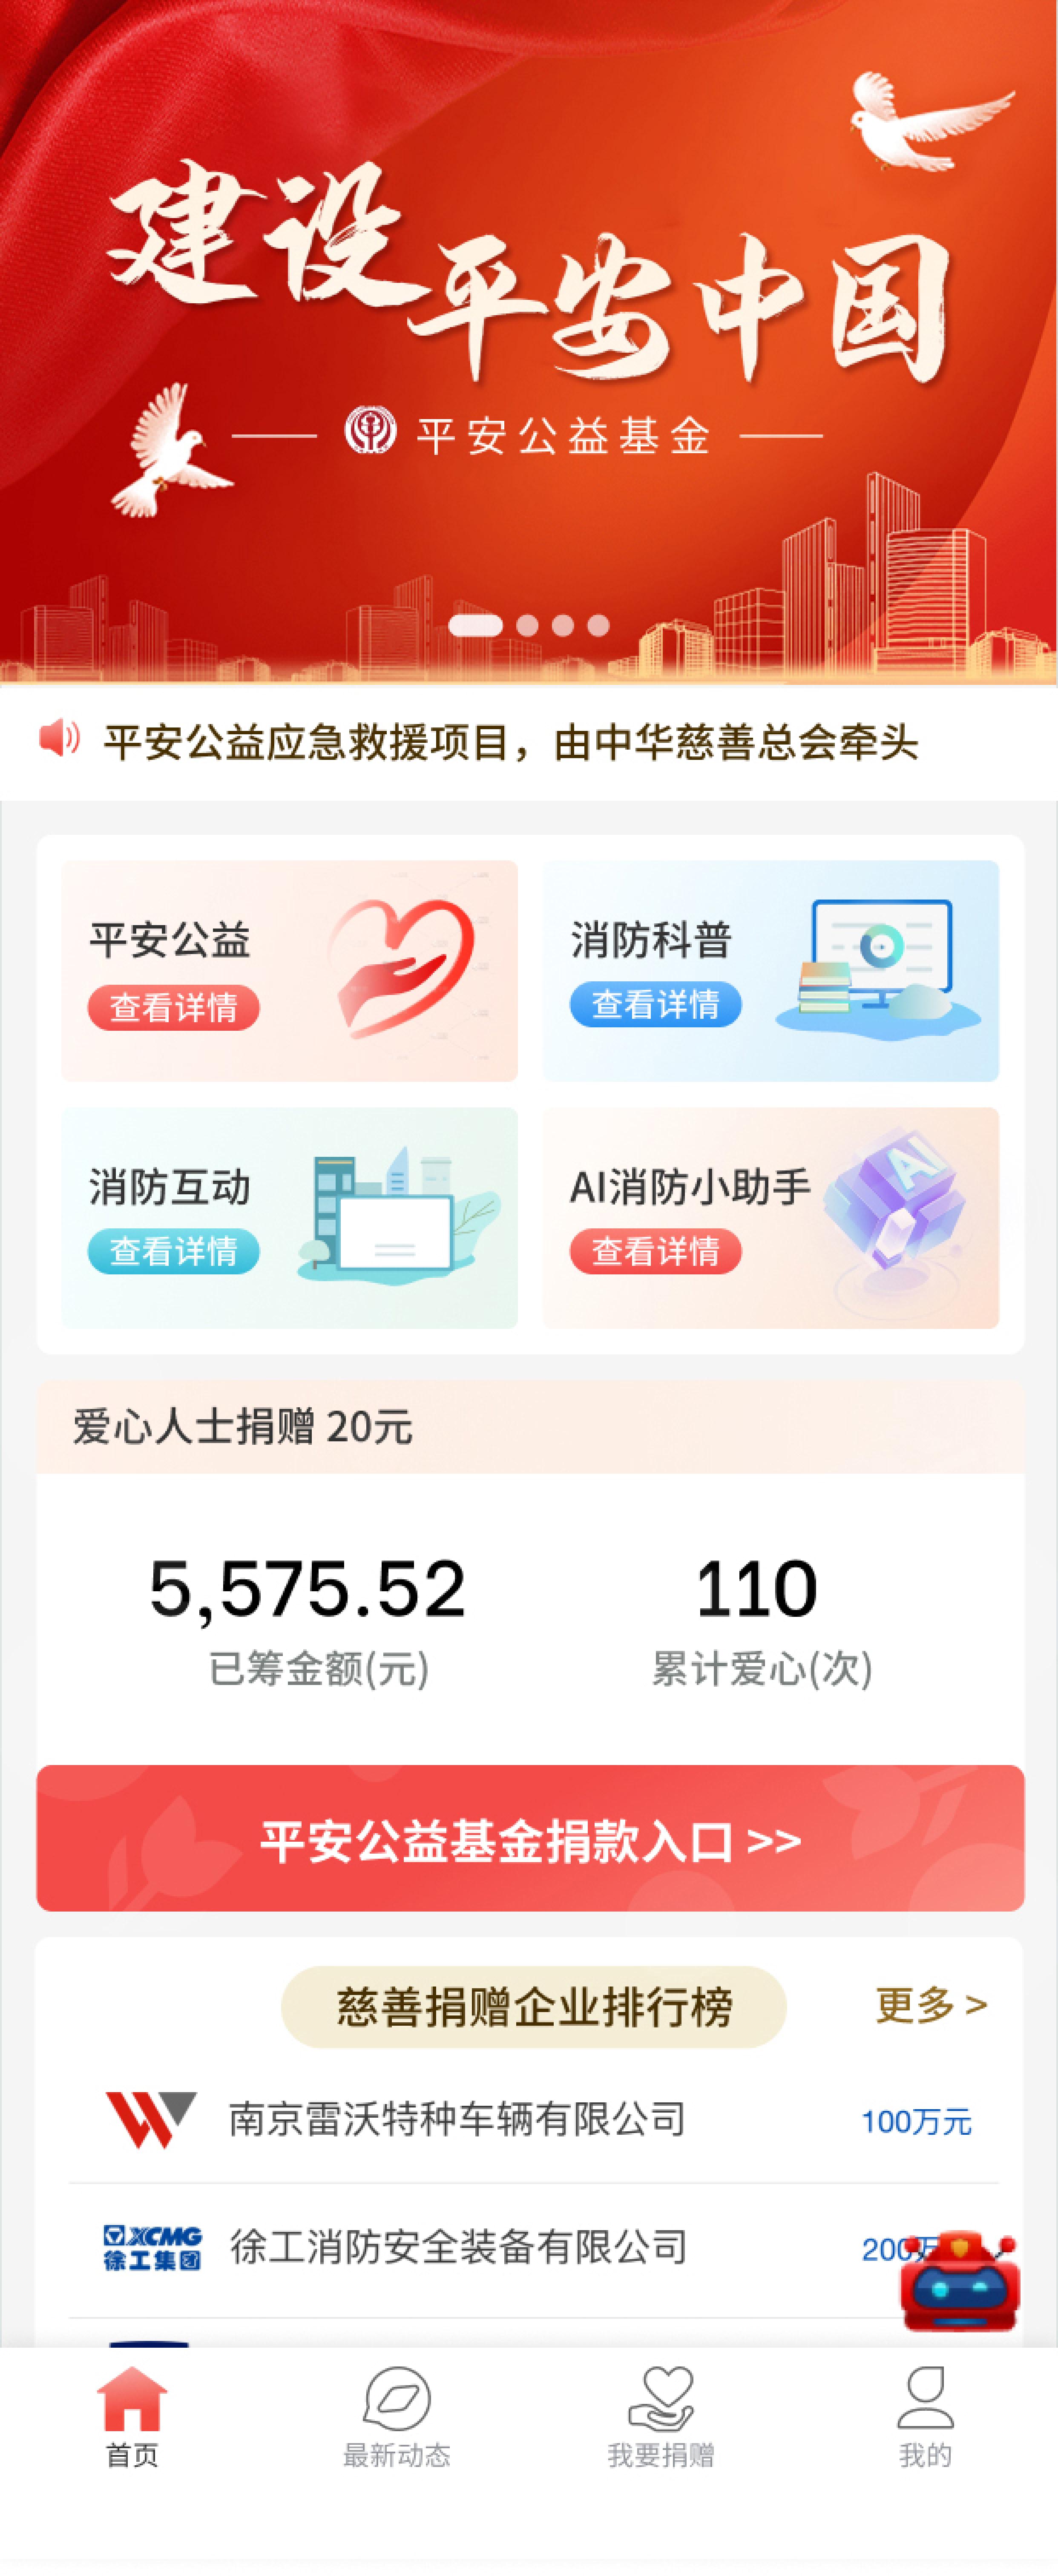 建设
平安中国
平安公益基金
平安公益应急救援项目，由中华慈善总会牵头
平安公益
查看详情
消防科普
查看详情
消防互动
查看详情
AI消防小助手
AI
查看详情
爱心人士捐赠 20元
5,575.52
已筹金额(元)
110
累计爱心(次)
平安公益基金捐款入口 >>
慈善捐赠企业排行榜
更多 >
南京雷沃特种车辆有限公司
100万元
XCMG
徐工集团
徐工消防安全装备有限公司
200万
首页
最新动态
我要捐赠
我的